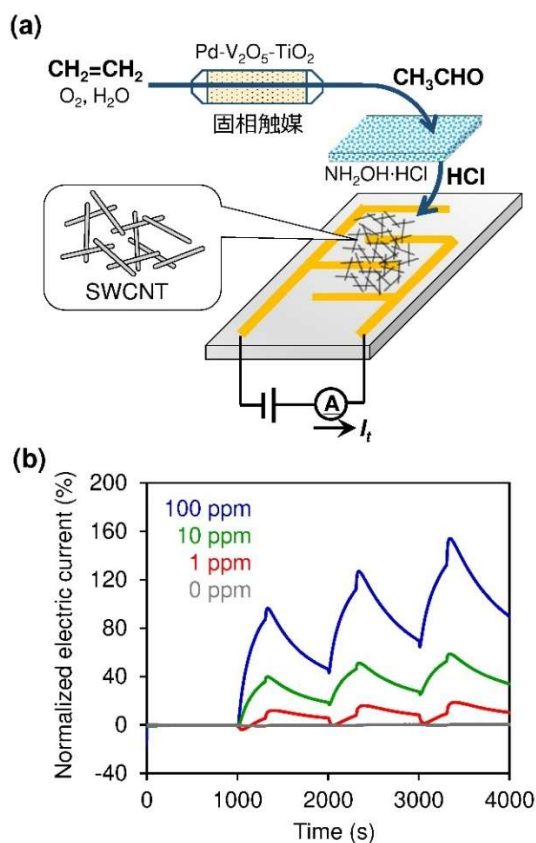 (a)
Pd-V₂O₅-TiO₂
CH₂=CH₂
O₂, H₂O
CH₃CHO
固相触媒
NH₂OH·HCl
HCl
SWCNT
A
Iₜ
(b)
Normalized electric current (%)
200
160
120
80
40
0
-40
100 ppm
10 ppm
1 ppm
0 ppm
0 1000 2000 3000 4000
Time (s)